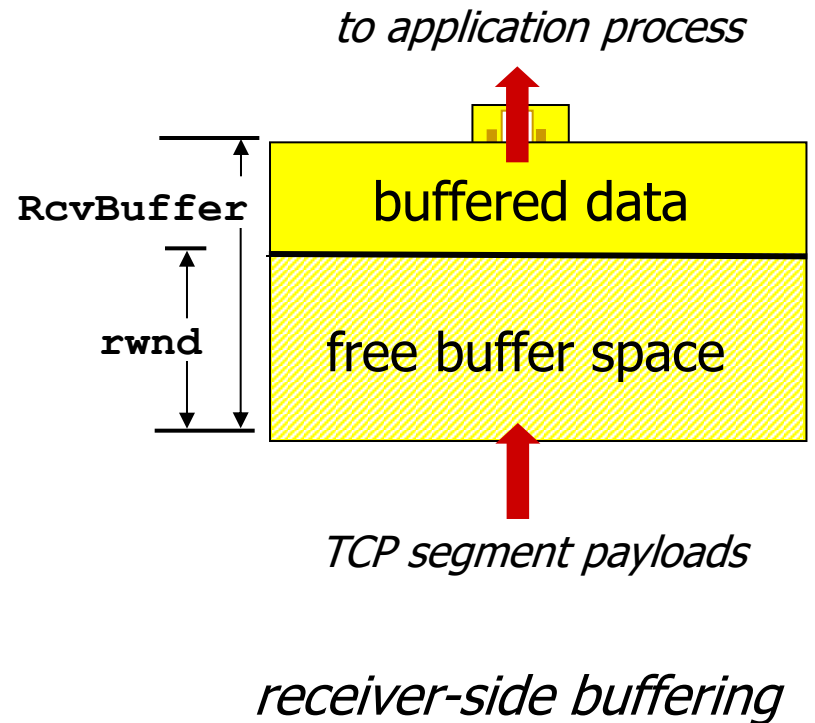 to application process
RcvBuffer
buffered data
rwnd
free buffer space
TCP segment payloads
receiver-side buffering